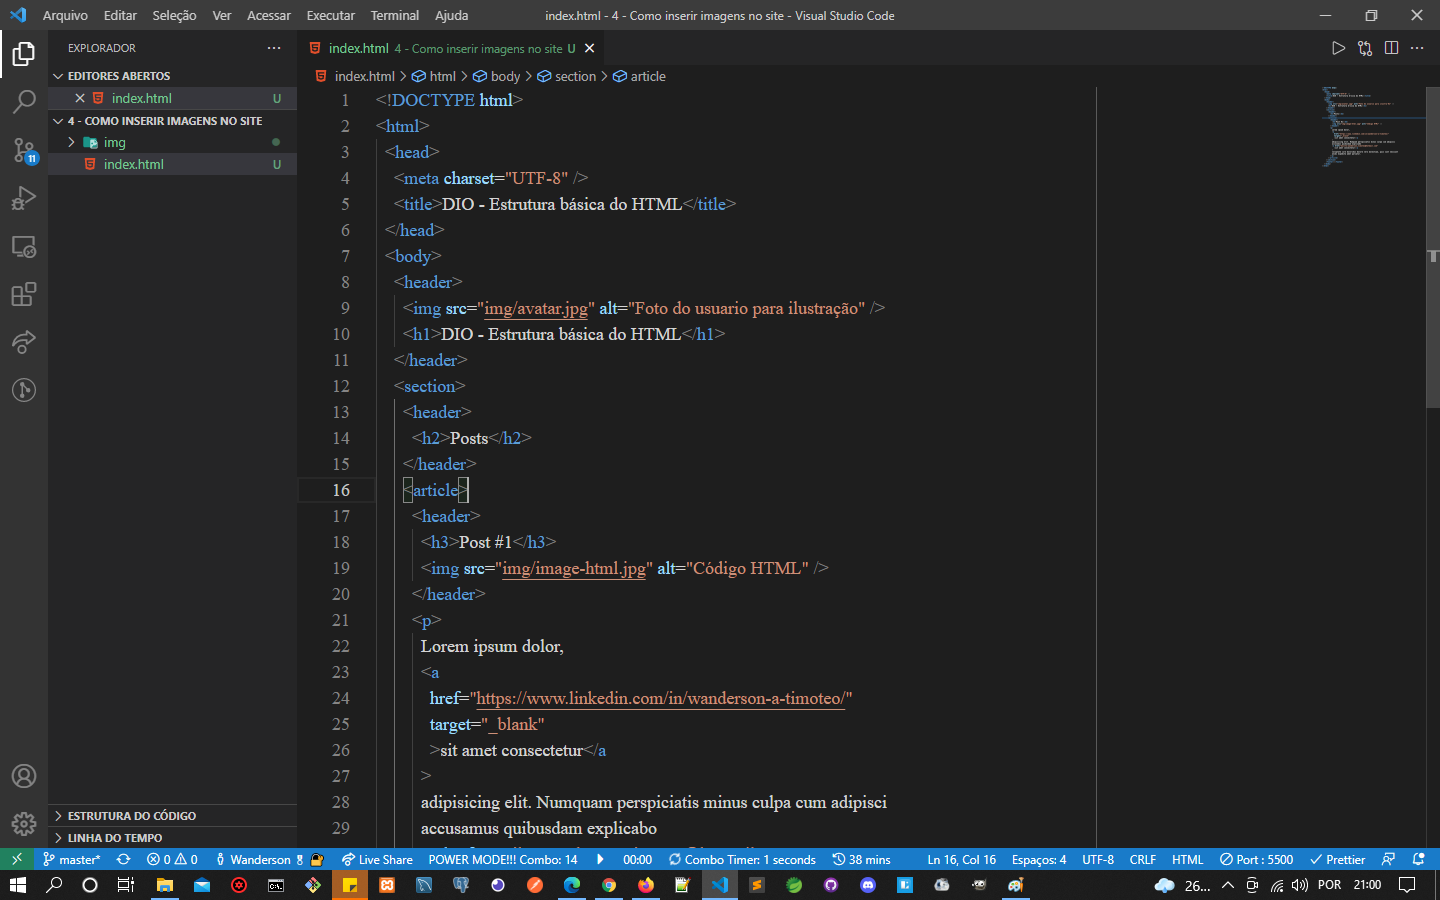 Arquivo Editar Seleção Ver Acessar Executar Terminal Ajuda index.html - 4 - Como inserir imagens no site - Visual Studio Code
EXPLORADOR
EDITORES ABERTOS
index.html U
4 - COMO INSERIR IMAGENS NO SITE
img
index.html U
ESTRUTURA DO CÓDIGO
LINHA DO TEMPO
11
index.html 4 - Como inserir imagens no site U
index.html > html > body > section > article
1 <!DOCTYPE html>
2 <html>
3 <head>
4 <meta charset="UTF-8" />
5 <title>DIO - Estrutura básica do HTML</title>
6 </head>
7 <body>
8 <header>
9 <img src="img/avatar.jpg" alt="Foto do usuario para ilustração" />
10 <h1>DIO - Estrutura básica do HTML</h1>
11 </header>
12 <section>
13 <header>
14 <h2>Posts</h2>
15 </header>
16 <article>
17 <header>
18 <h3>Post #1</h3>
19 <img src="img/image-html.jpg" alt="Código HTML" />
20 </header>
21 <p>
22 Lorem ipsum dolor,
23 <a
24 href="https://www.linkedin.com/in/wanderson-a-timoteo/"
25 target="_blank"
26 >sit amet consectetur</a
27 >
28 adipisicing elit. Numquam perspiciatis minus culpa cum adipisci
29 accusamus quibusdam explicabo
master* 0 0 Wanderson Live Share POWER MODE!!! Combo: 14 00:00 Combo Timer: 1 seconds 38 mins Ln 16, Col 16 Espaços: 4 UTF-8 CRLF HTML Port : 5500 Prettier
26... POR 21:00